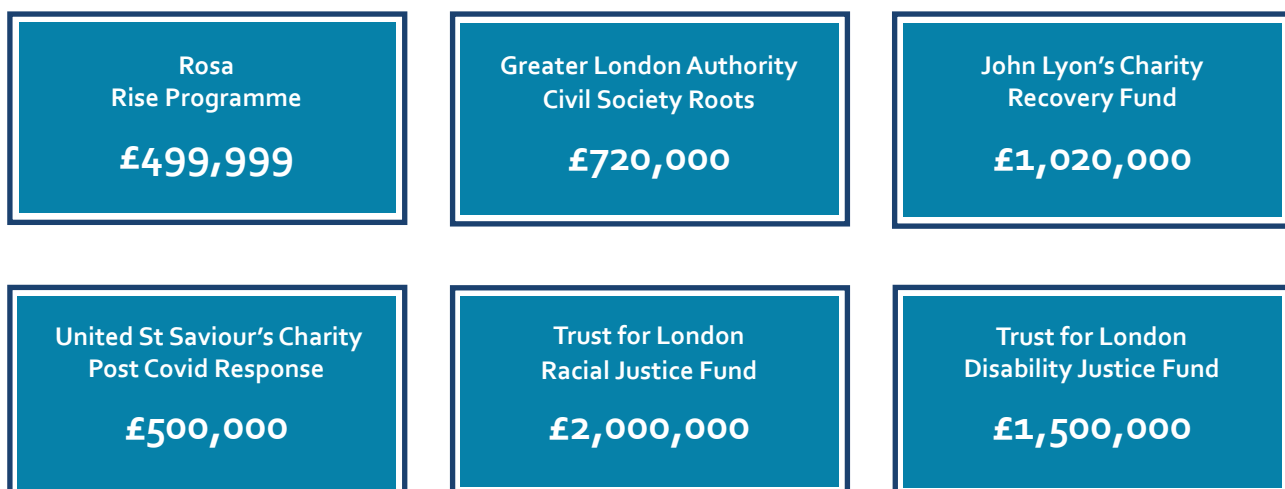 Rosa
Rise Programme
£499,999
Greater London Authority
Civil Society Roots
£720,000
John Lyon’s Charity
Recovery Fund
£1,020,000
United St Saviour’s Charity
Post Covid Response
£500,000
Trust for London
Racial Justice Fund
£2,000,000
Trust for London
Disability Justice Fund
£1,500,000